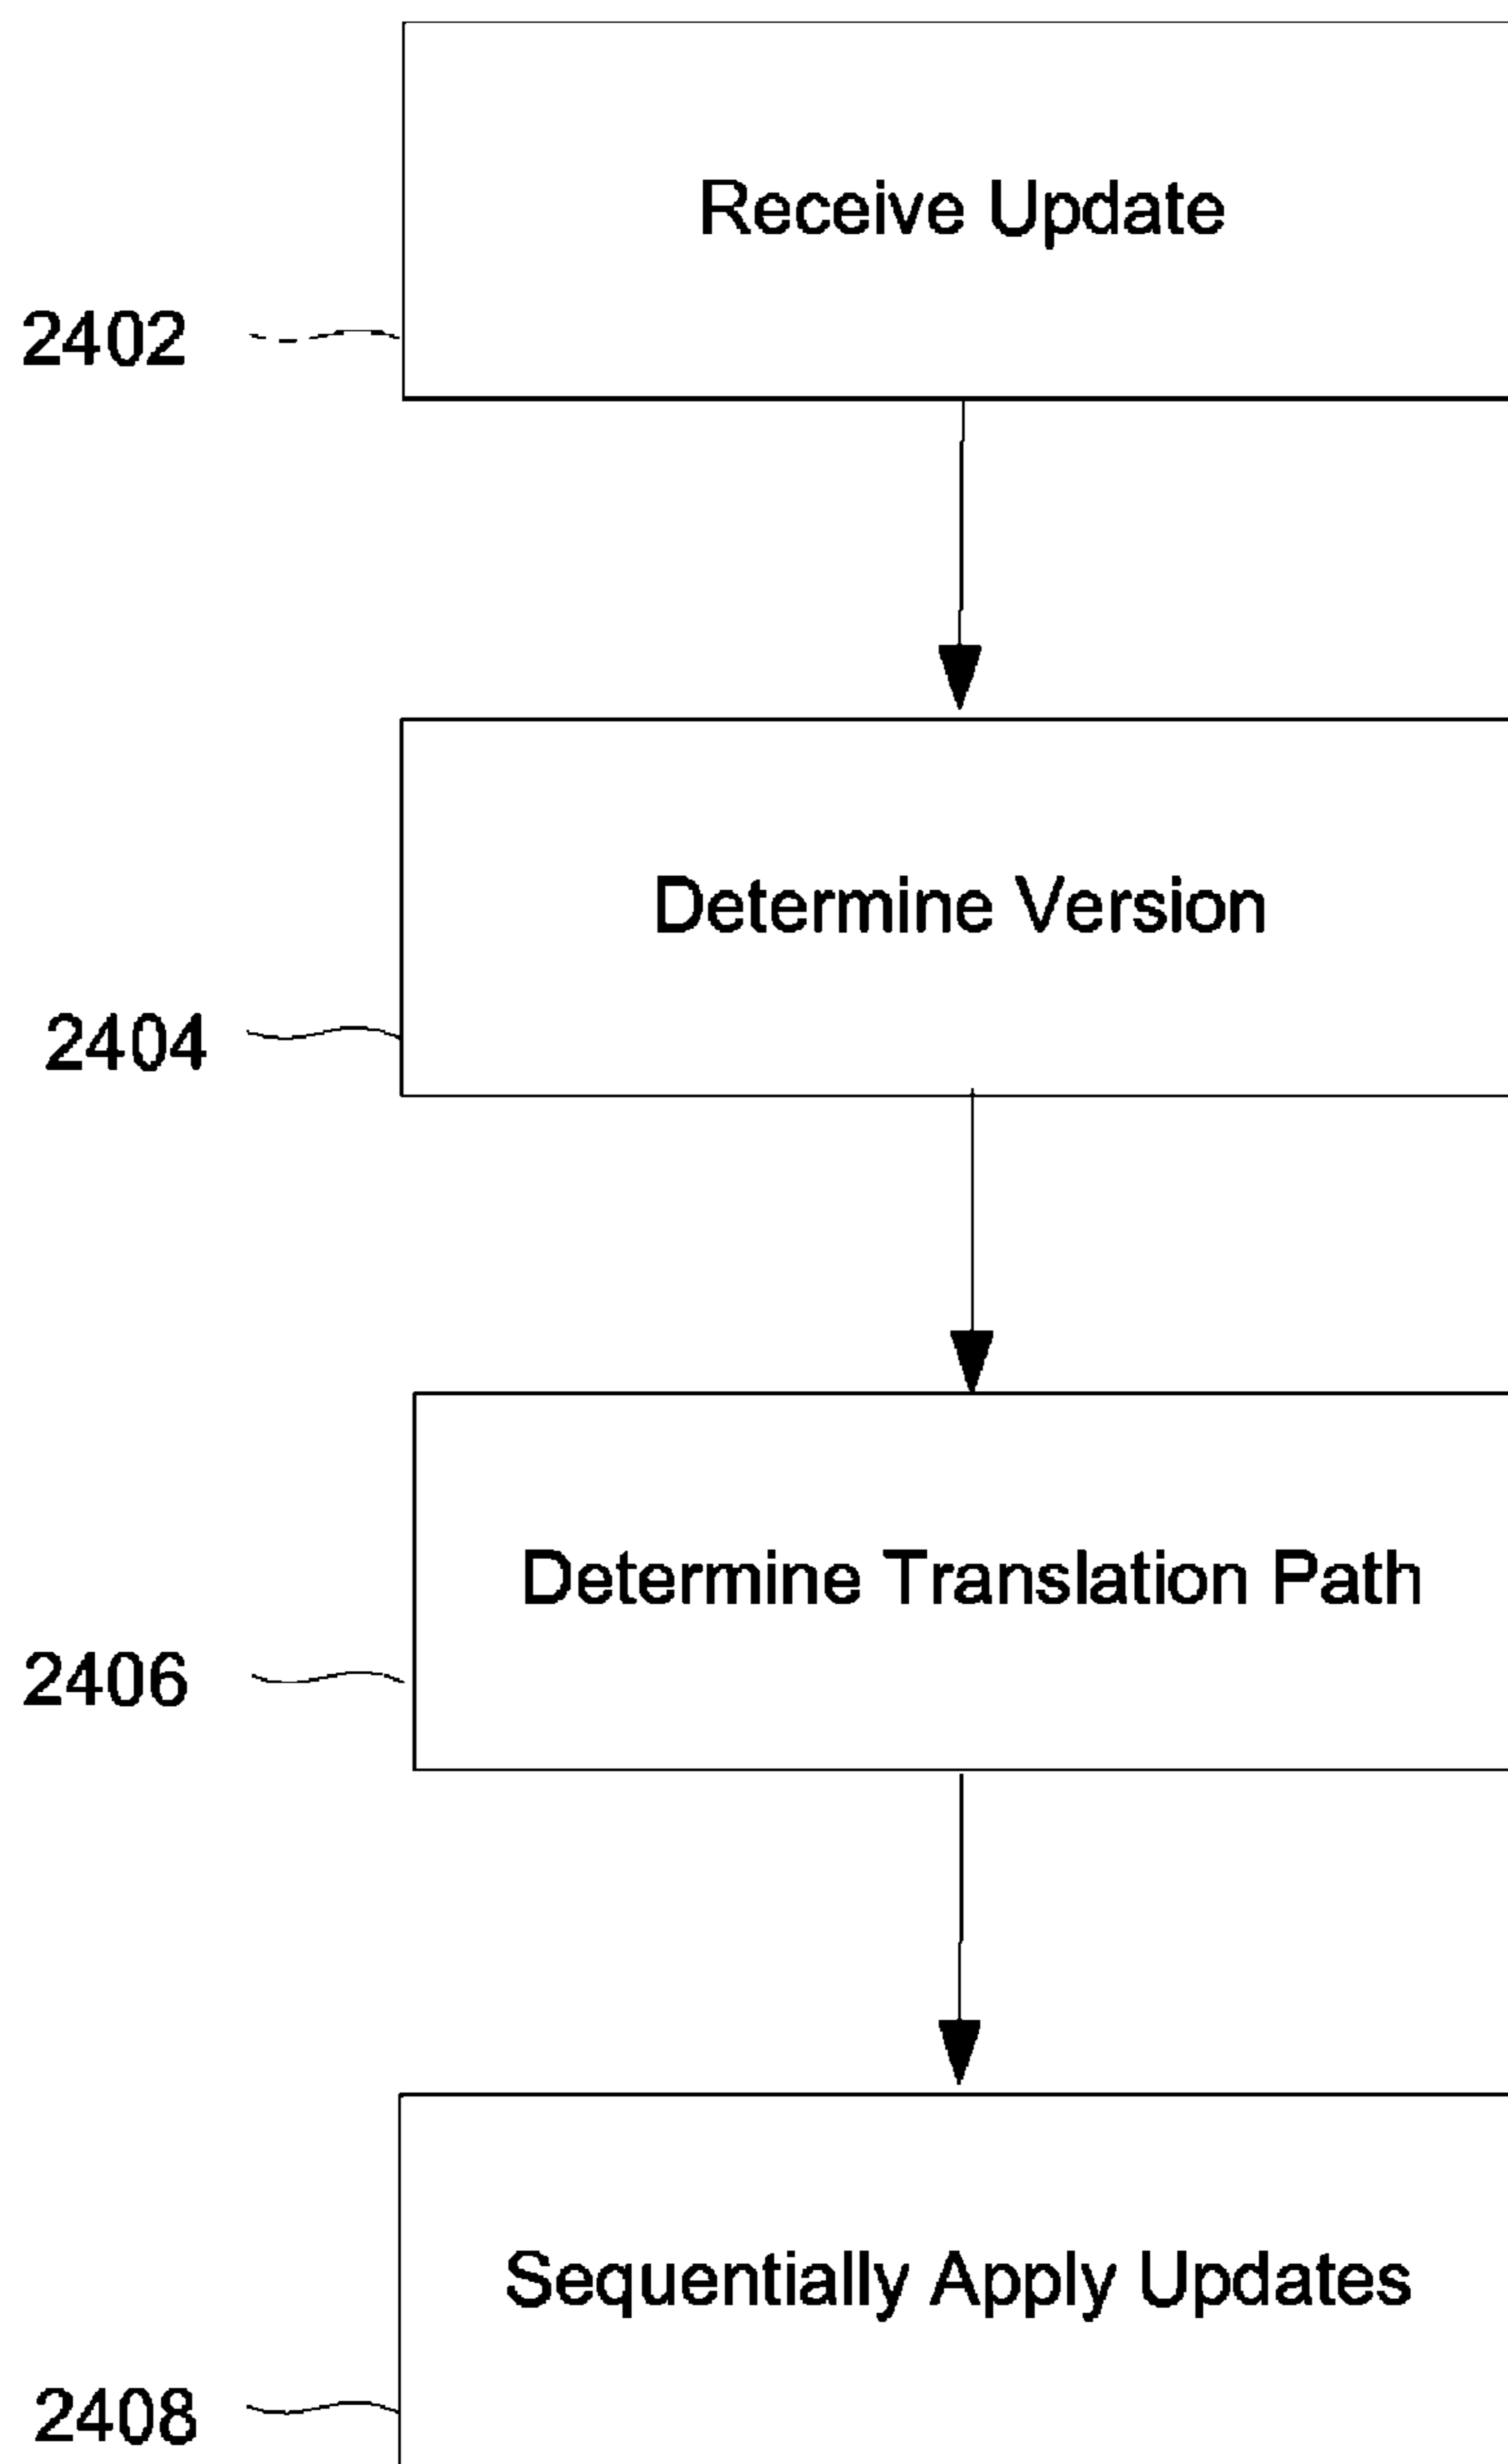 Receive Update
2402
Determine Version
2404
Determine Translation Path
2406
Sequentially Apply Updates
2408